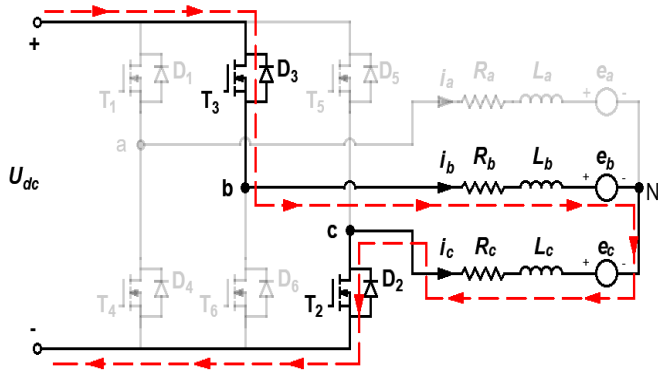 +
D1
D3
D5
T1
T3
T5
ia
Ra
La
+ ea -
a
Udc
ib
Rb
Lb
+ eb -
b
N
c
ic
Rc
Lc
+ ec -
D4
D6
D2
T4
T6
T2
-